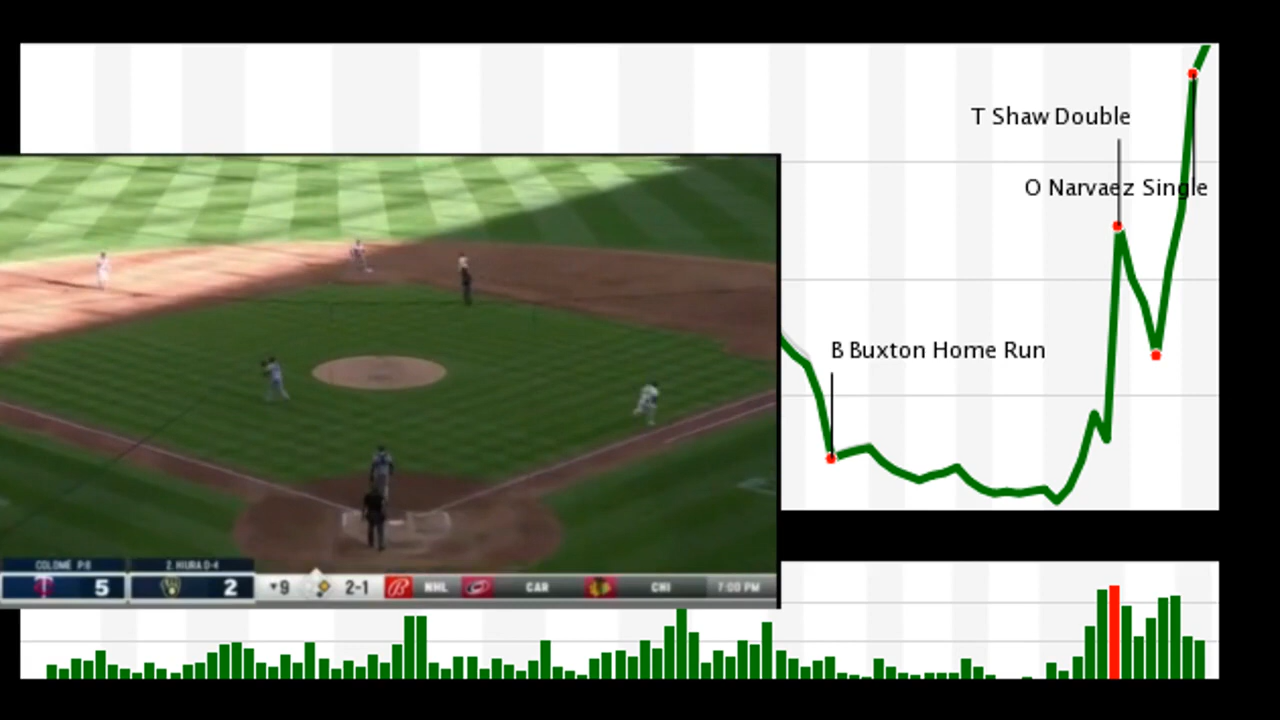 T Shaw Double
O Narvaez Single
B Buxton Home Run
COLOMÉ P:8
2. HIURA 0-4
5
2
9
2-1
NHL
CAR
CHI
7:00 PM